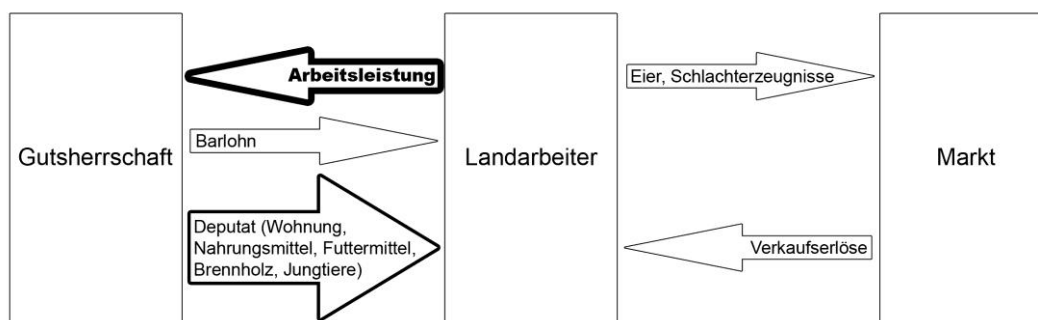 Gutsherrschaft
Arbeitsleistung
Barlohn
Deputat (Wohnung,
Nahrungsmittel, Futtermittel,
Brennholz, Jungtiere)
Landarbeiter
Eier, Schlachterzeugnisse
Verkaufserlöse
Markt